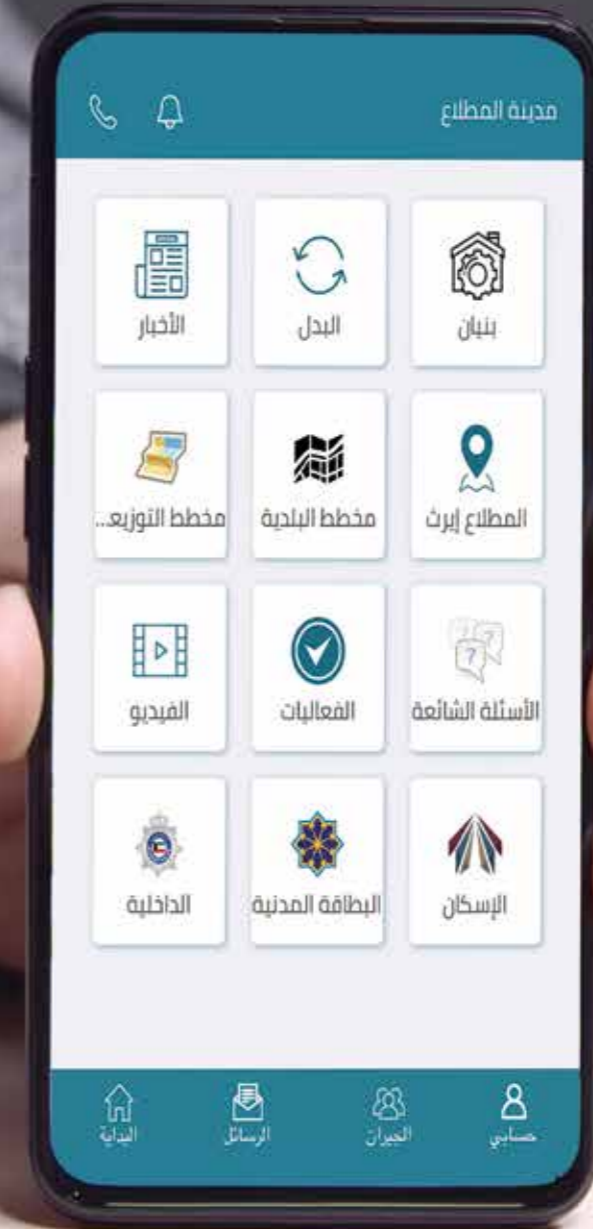 مدينة المطلاع
بنيان
البدل
الأخبار
المطلاع إيرث
مخطط البلدية
مخطط التوزيع...
الأسئلة الشائعة
الفعاليات
الفيديو
الإسكان
البطاقة المدنية
الداخلية
حسابي
الجيران
الرسائل
البداية